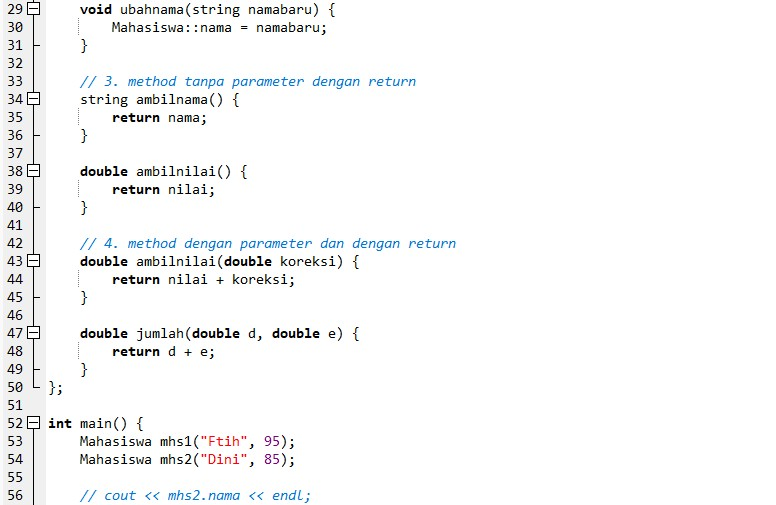 29 void ubahnama(string namabaru) {
30 Mahasiswa::nama = namabaru;
31 }
32
33 // 3. method tanpa parameter dengan return
34 string ambilnama() {
35 return nama;
36 }
37
38 double ambilnilai() {
39 return nilai;
40 }
41
42 // 4. method dengan parameter dan dengan return
43 double ambilnilai(double koreksi) {
44 return nilai + koreksi;
45 }
46
47 double jumlah(double d, double e) {
48 return d + e;
49 }
50 };
51
52 int main() {
53 Mahasiswa mhs1("Ftih", 95);
54 Mahasiswa mhs2("Dini", 85);
55
56 // cout << mhs2.nama << endl;